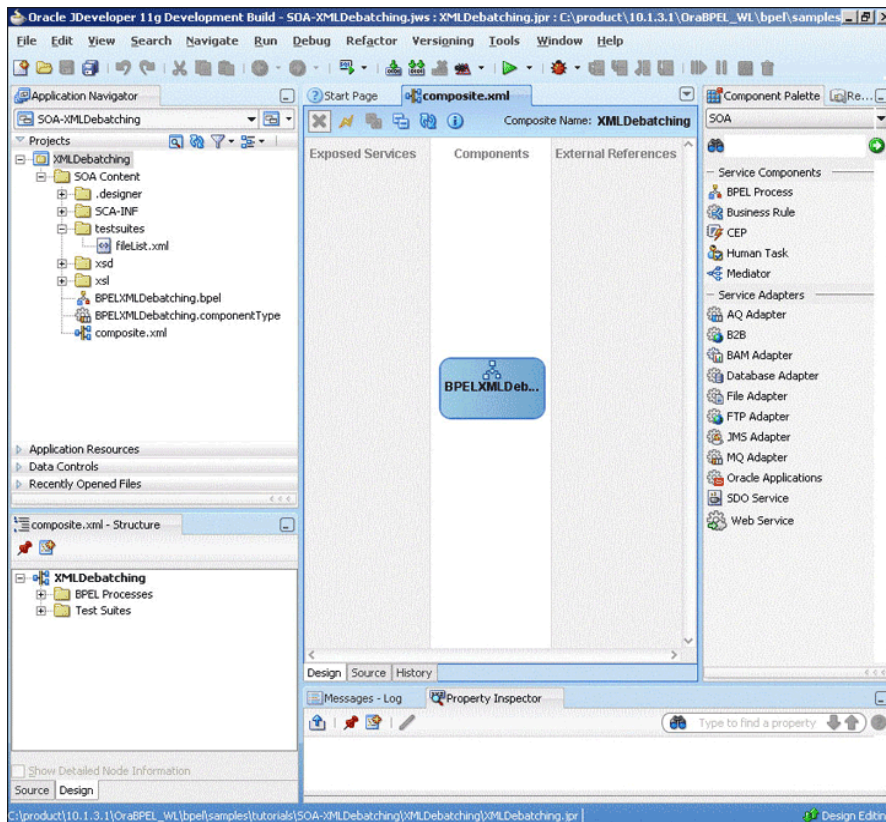 Oracle JDeveloper 11g Development Build - SOA-XMLDebatching.jws : XMLDebatching.jpr : C:\product\10.1.3.1\OraBPEL_WL\bpel\samples
File Edit View Search Navigate Run Debug Refactor Versioning Tools Window Help
Application Navigator
SOA-XMLDebatching
Projects
XMLDebatching
SOA Content
.designer
SCA-INF
testsuites
fileList.xml
xsd
xsl
BPELXMLDebatching.bpel
BPELXMLDebatching.componentType
composite.xml
Application Resources
Data Controls
Recently Opened Files
composite.xml - Structure
XMLDebatching
BPEL Processes
Test Suites
Show Detailed Node Information
Source Design
Start Page composite.xml
Composite Name: XMLDebatching
Exposed Services Components External References
BPELXMLDeb...
Design Source History
Messages - Log Property Inspector
Type to find a property
Component Palette Re...
SOA
Service Components
BPEL Process
Business Rule
CEP
Human Task
Mediator
Service Adapters
AQ Adapter
B2B
BAM Adapter
Database Adapter
File Adapter
FTP Adapter
JMS Adapter
MQ Adapter
Oracle Applications
SDO Service
Web Service
C:\product\10.1.3.1\OraBPEL_WL\bpel\samples\tutorials\SOA-XMLDebatching\XMLDebatching\XMLDebatching.jpr Design Editin